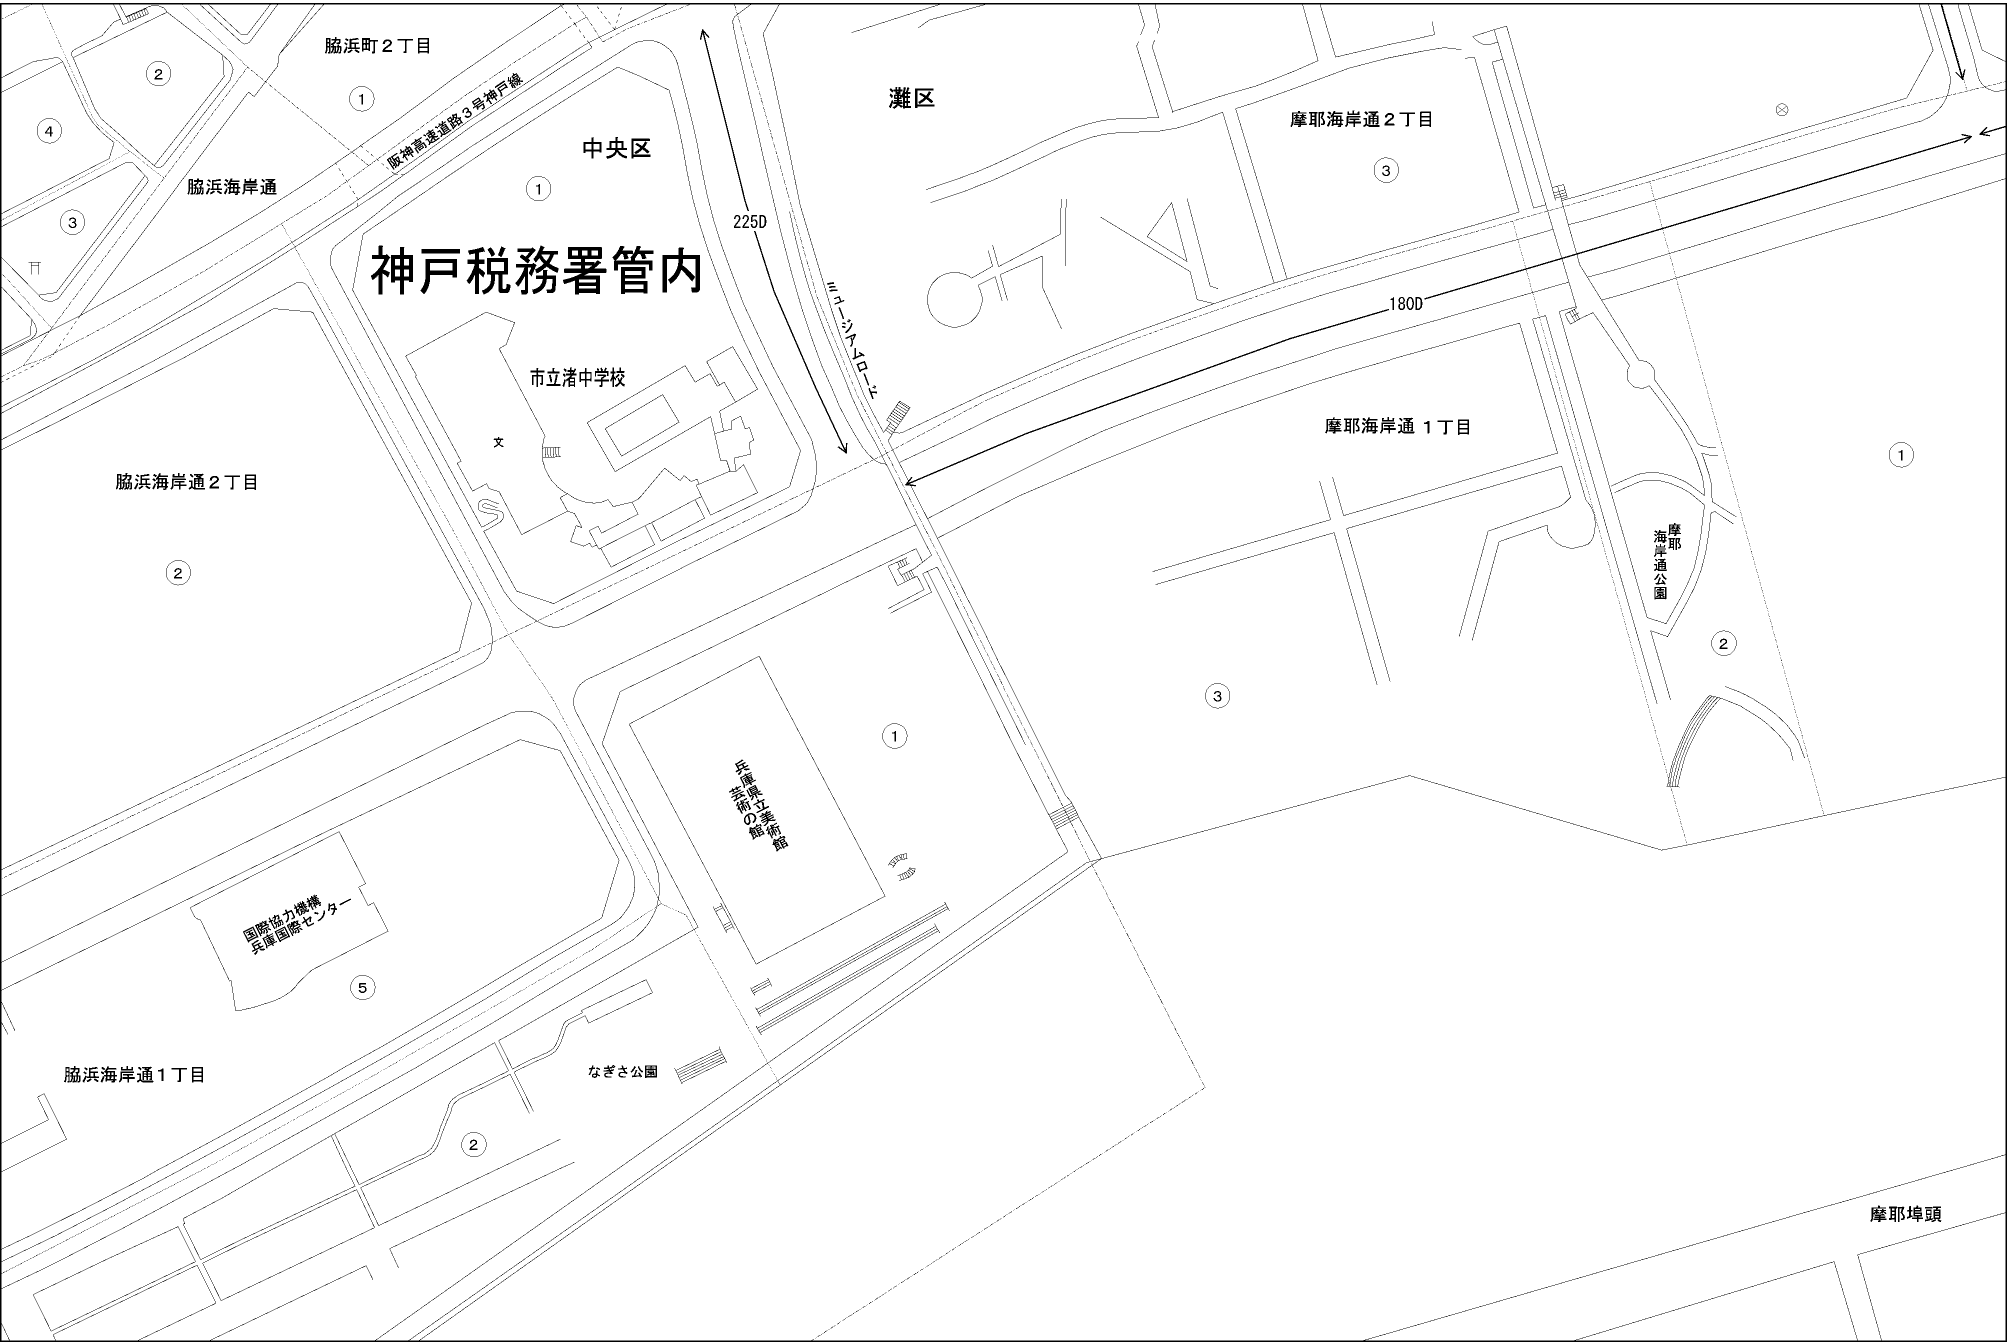 脇浜町２丁目
②
①
④
阪神高速道路３号神戸線
中央区
灘区
摩耶海岸通２丁目
③
脇浜海岸通
①
③
225D
神戸税務署管内
ミュージアムロード
180D
市立渚中学校
文
摩耶海岸通１丁目
①
脇浜海岸通２丁目
②
摩耶
海岸通公園
②
③
①
兵庫県立美術館
芸術の館
国際協力機構
兵庫国際センター
⑤
脇浜海岸通１丁目
なぎさ公園
②
摩耶埠頭